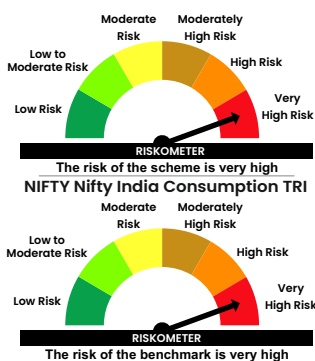 Moderate Moderately
Risk High Risk
Low to
Moderate Risk
High Risk
Low Risk
Very
High Risk
RISKOMETER
The risk of the scheme is very high
NIFTY Nifty India Consumption TRI
Moderate Moderately
Risk High Risk
Low to
Moderate Risk
High Risk
Low Risk
Very
High Risk
RISKOMETER
The risk of the benchmark is very high